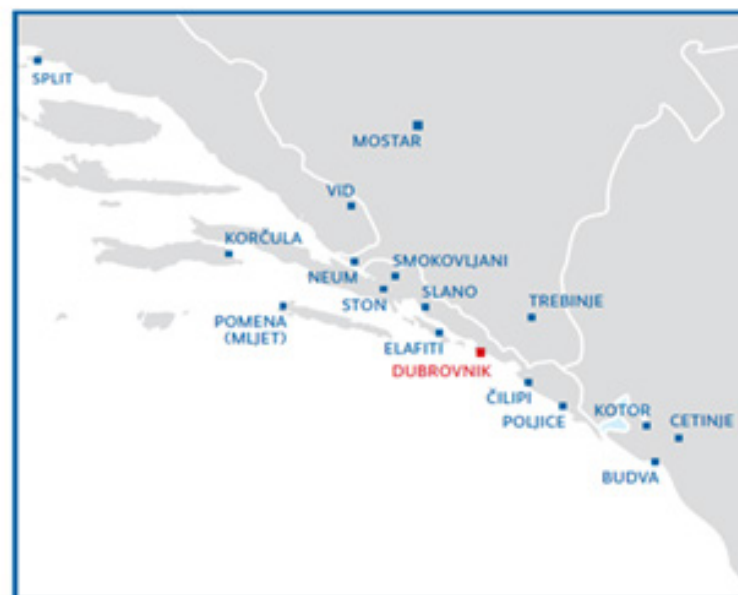 SPLIT
MOSTAR
VID
KORČULA
SMOKOVLJANI
NEUM
STON
SLANO
TREBINJE
POMENA
(MLJET)
ELAFITI
DUBROVNIK
ČILIPI
POLJICE
KOTOR
CETINJE
BUDVA